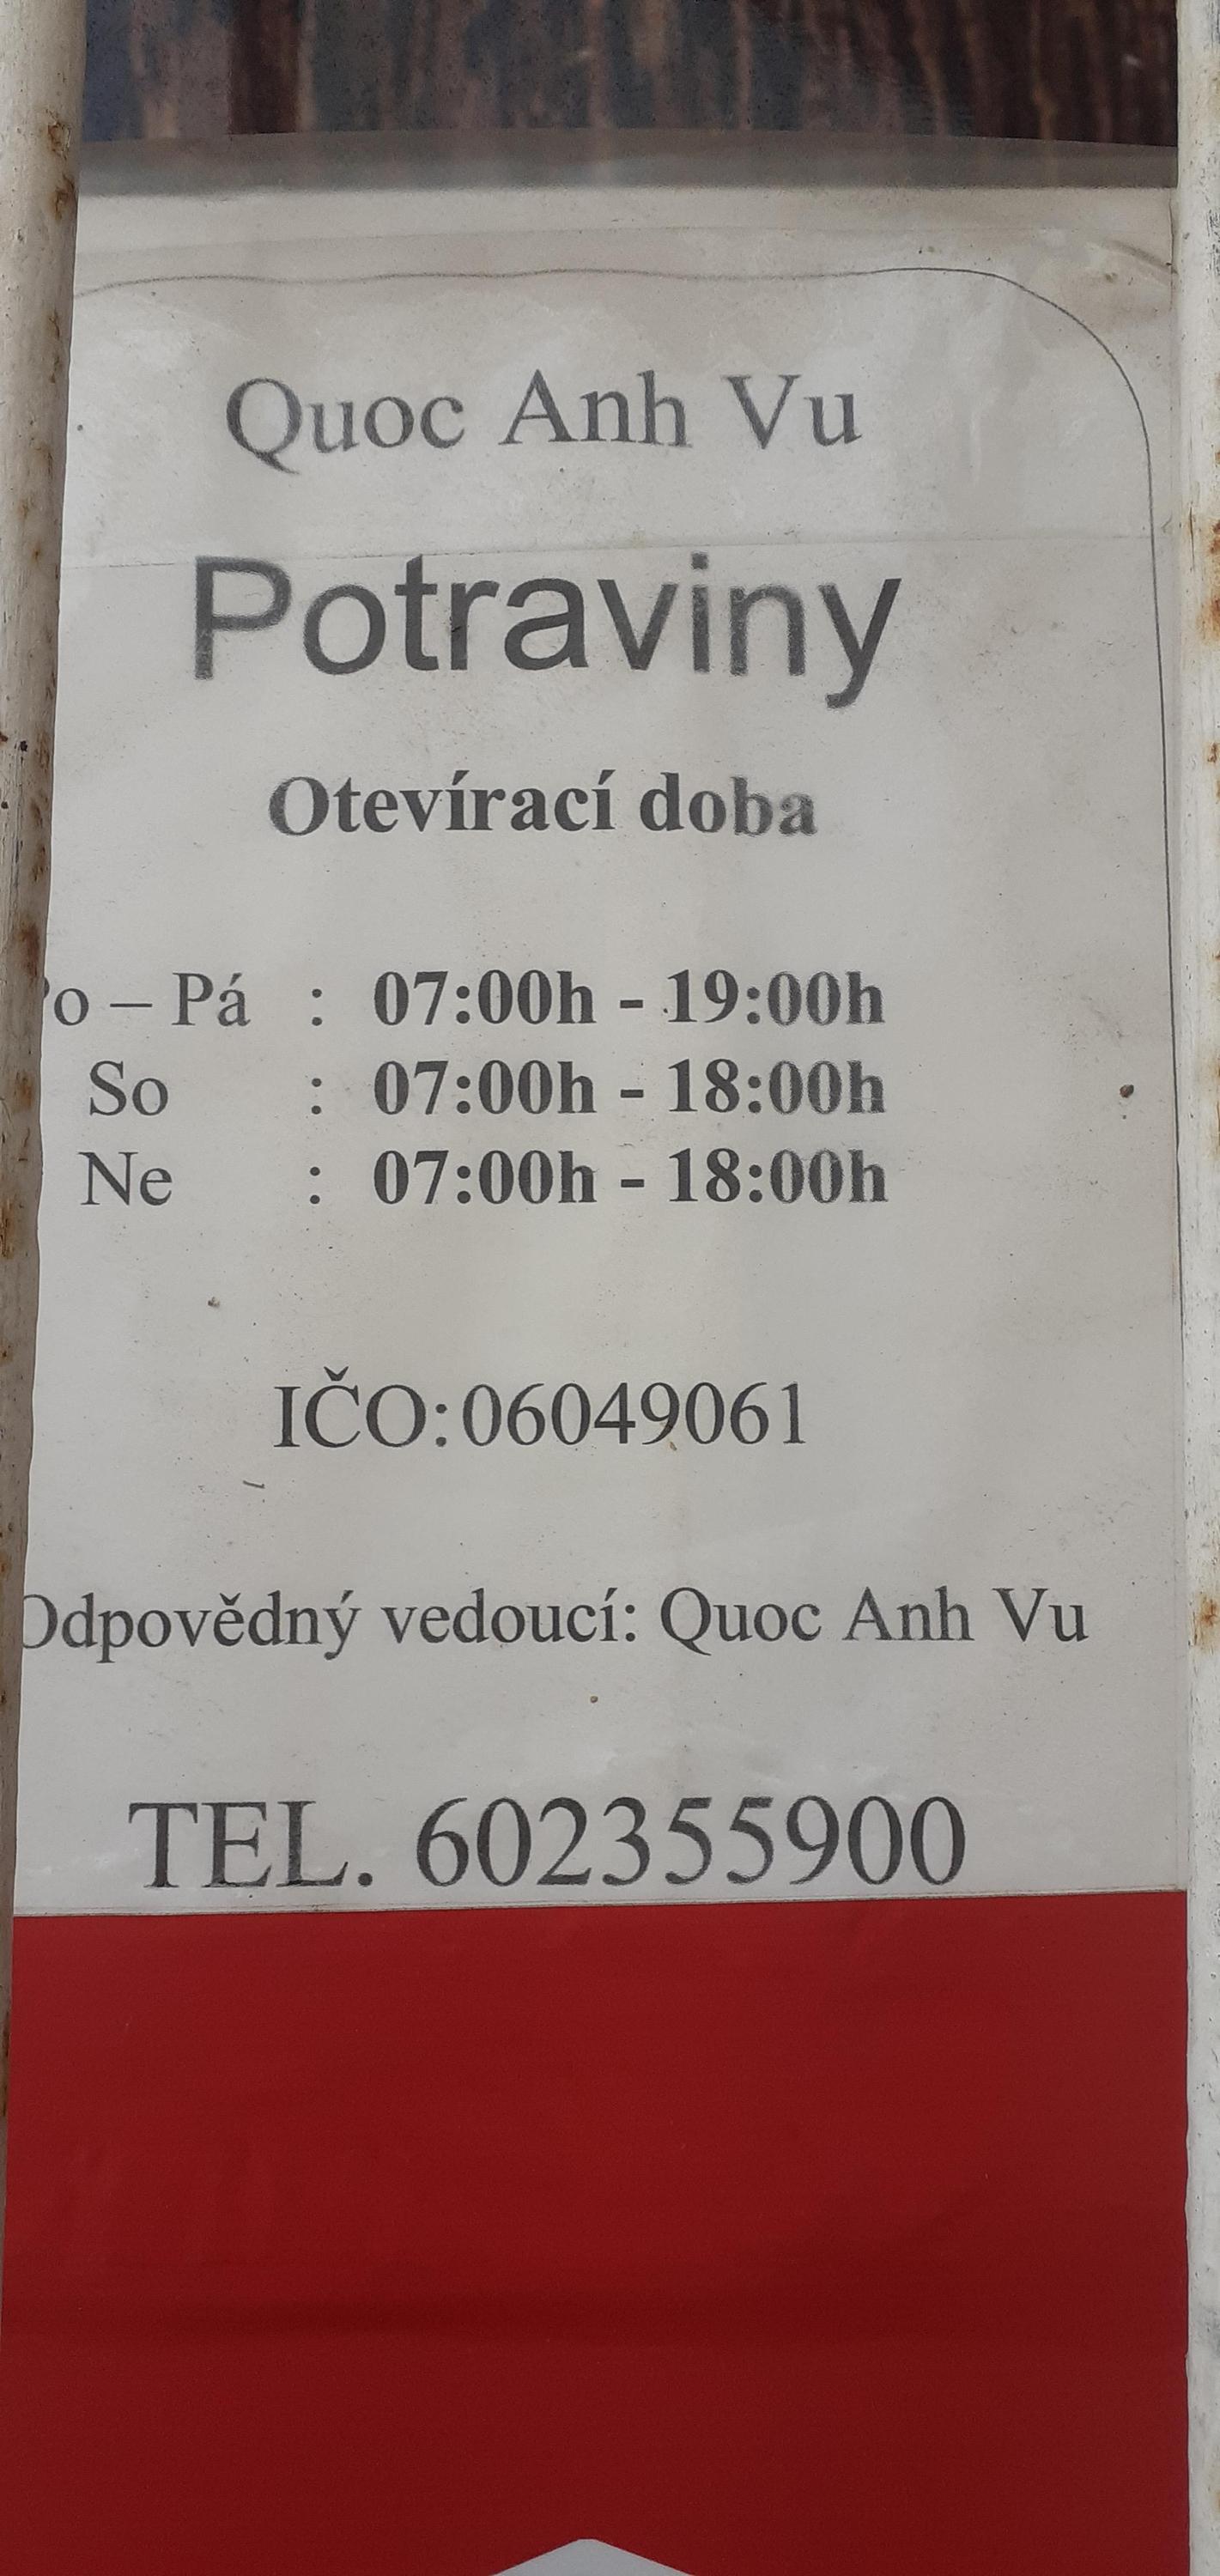 Quoc Anh Vu
Potraviny
Otevírací doba
Po – Pá : 07:00h - 19:00h
So : 07:00h - 18:00h
Ne : 07:00h - 18:00h
IČO:06049061
Odpovědný vedoucí: Quoc Anh Vu
TEL. 602355900